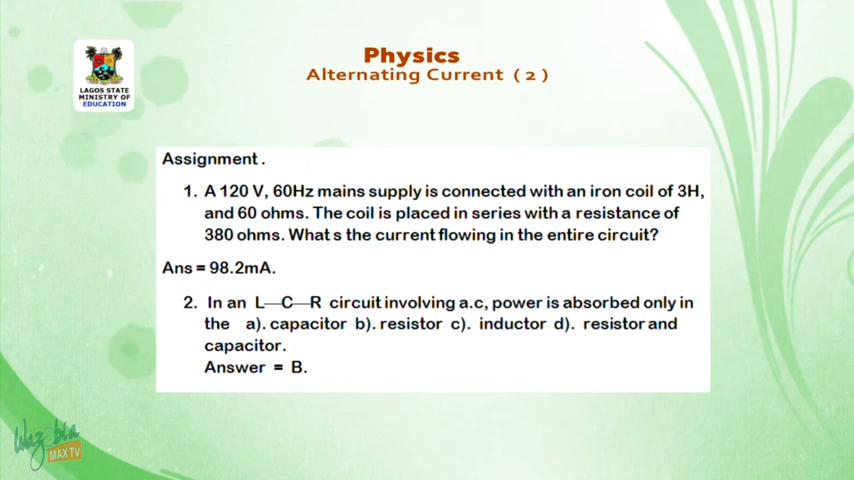 Physics
Alternating Current ( 2 )
LAGOS STATE
MINISTRY OF
EDUCATION
Assignment .
1. A 120 V, 60Hz mains supply is connected with an iron coil of 3H,
and 60 ohms. The coil is placed in series with a resistance of
380 ohms. What s the current flowing in the entire circuit?
Ans = 98.2mA.
2. In an L—C—R circuit involving a.c, power is absorbed only in
the a). capacitor b). resistor c). inductor d). resistor and
capacitor.
Answer = B.
Wazobia
MAX TV